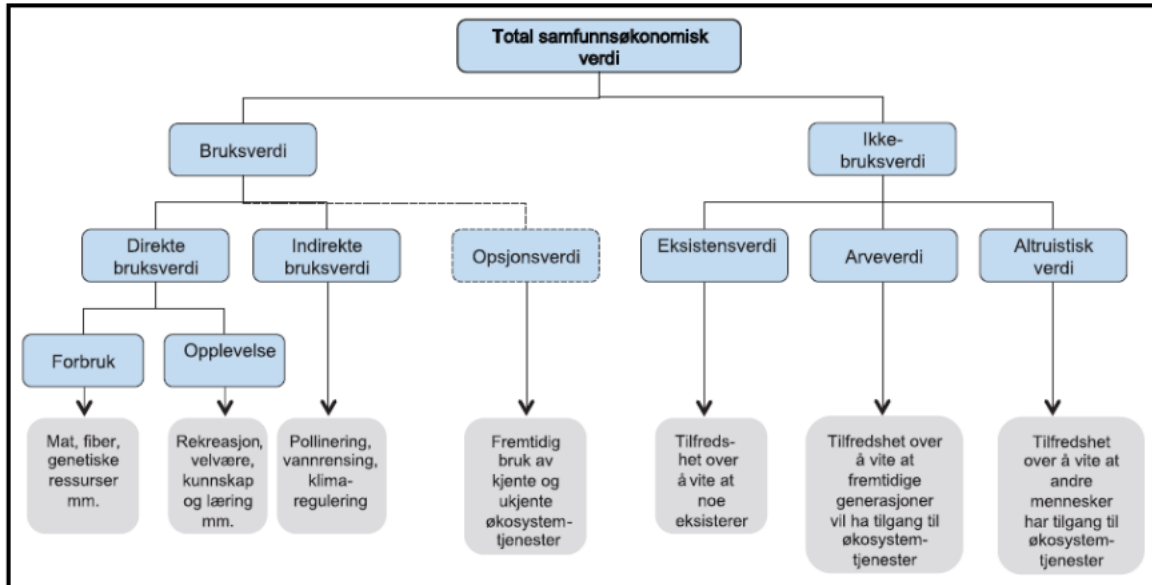 Total samfunnsøkonomisk
verdi
Bruksverdi
Ikke-
bruksverdi
Direkte
bruksverdi
Indirekte
bruksverdi
Opsjonsverdi
Eksistensverdi
Arveverdi
Altruistisk
verdi
Forbruk
Opplevelse
Mat, fiber,
genetiske
ressurser
mm.
Rekreasjon,
velvære,
kunnskap
og læring
mm.
Pollinering,
vannrensing,
klima-
regulering
Fremtidig
bruk av
kjente og
ukjente
økosystem-
tjenester
Tilfreds-
het over
å vite at
noe
eksisterer
Tilfredshet over
å vite at
fremtidige
generasjoner
vil ha tilgang til
økosystem-
tjenester
Tilfredshet
over å vite at
andre
mennesker
har tilgang til
økosystem-
tjenester